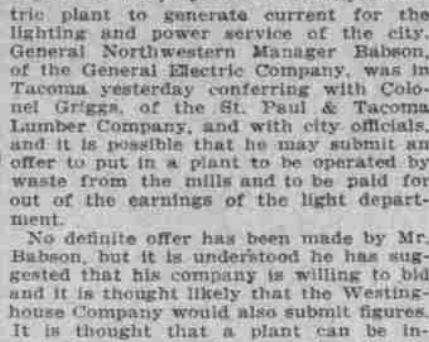 tric plant to generate current for the
lighting and power service of the city.
General Northwestern Manager Babson,
of the General Electric Company, was in
Tacoma yesterday conferring with Colo-
nel Griggs, of the St. Paul & Tacoma
Lumber Company, and with city officials,
and it is possible that he may submit an
offer to put in a plant to be operated by
waste from the mills and to be paid for
out of the earnings of the light depart-
ment.
No definite offer has been made by Mr.
Babson, but it is understood he has sug-
gested that his company is willing to bid
and it is thought likely that the Westing-
house Company would also submit figures.
It is thought that a plant can be in-